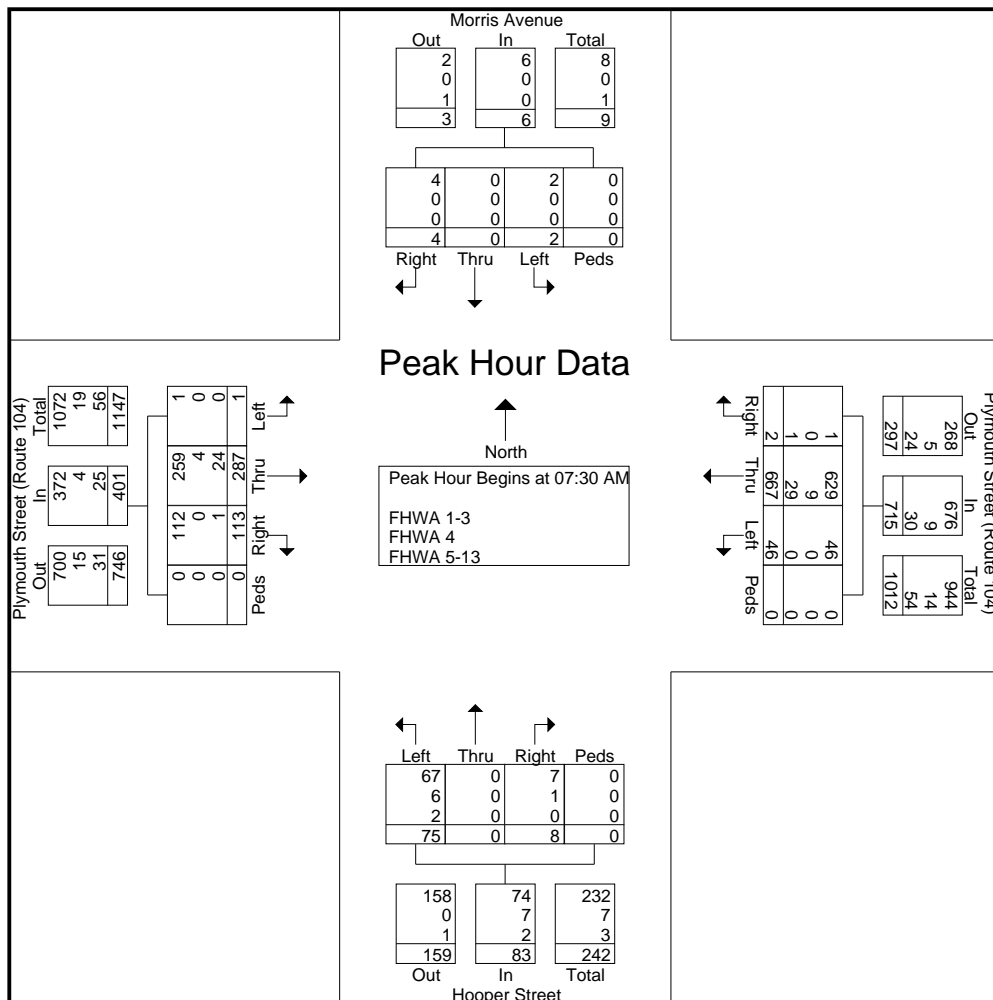 Morris Avenue
Out In Total
2 6 8
0 0 0
1 0 1
3 6 9
4 0 2 0
0 0 0 0
0 0 0 0
4 0 2 0
Right Thru Left Peds
Peak Hour Data
North
Peak Hour Begins at 07:30 AM
FHWA 1-3
FHWA 4
FHWA 5-13
Plymouth Street (Route 104)
Out In Total
700 372 1072
15 4 19
31 25 56
746 401 1147
112 259 1
0 4 0
1 24 0
113 287 1
0
0
0
0
Peds Right Thru Left
Plymouth Street (Route 104)
Out In Total
268 676 944
5 9 14
24 30 54
297 715 1012
1 629 46 0
0 9 0 0
1 29 0 0
2 667 46 0
Right Thru Left Peds
Left Thru Right Peds
67 0 7 0
6 0 1 0
2 0 0 0
75 0 8 0
158 74 232
0 7 7
1 2 3
159 83 242
Out In Total
Hooper Street